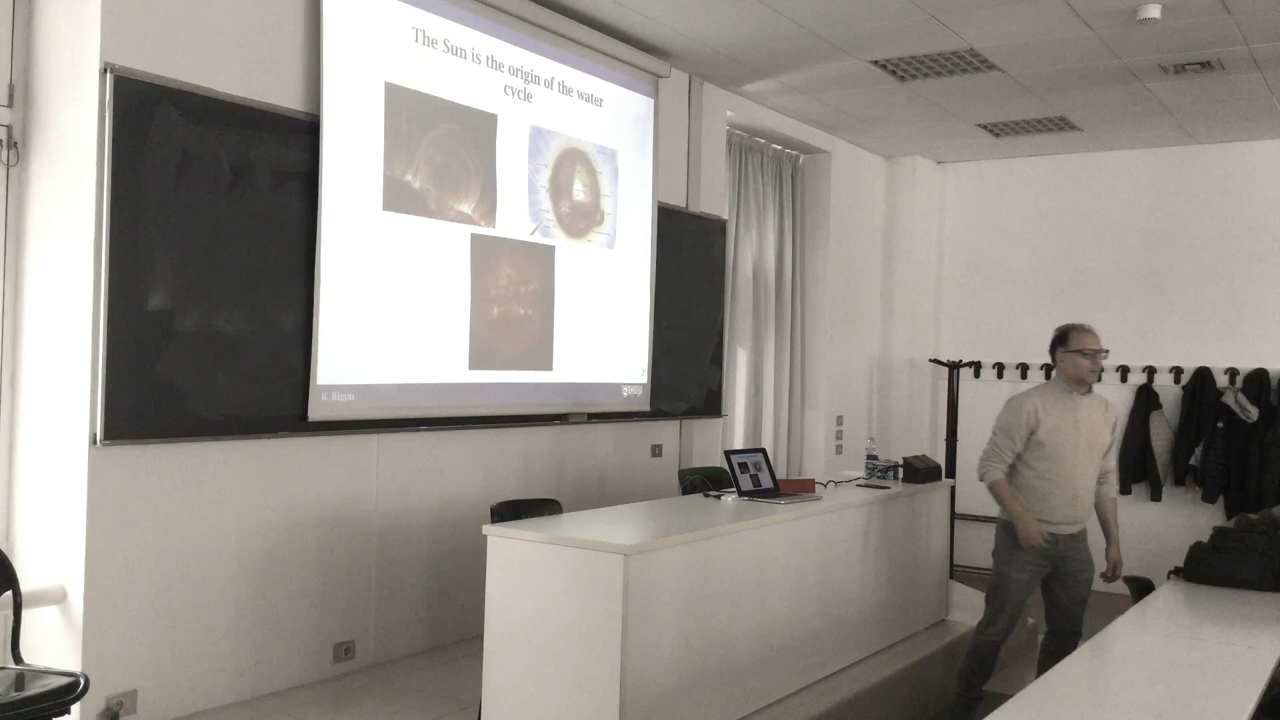 The Sun is the origin of the water
cycle
R. Rigon